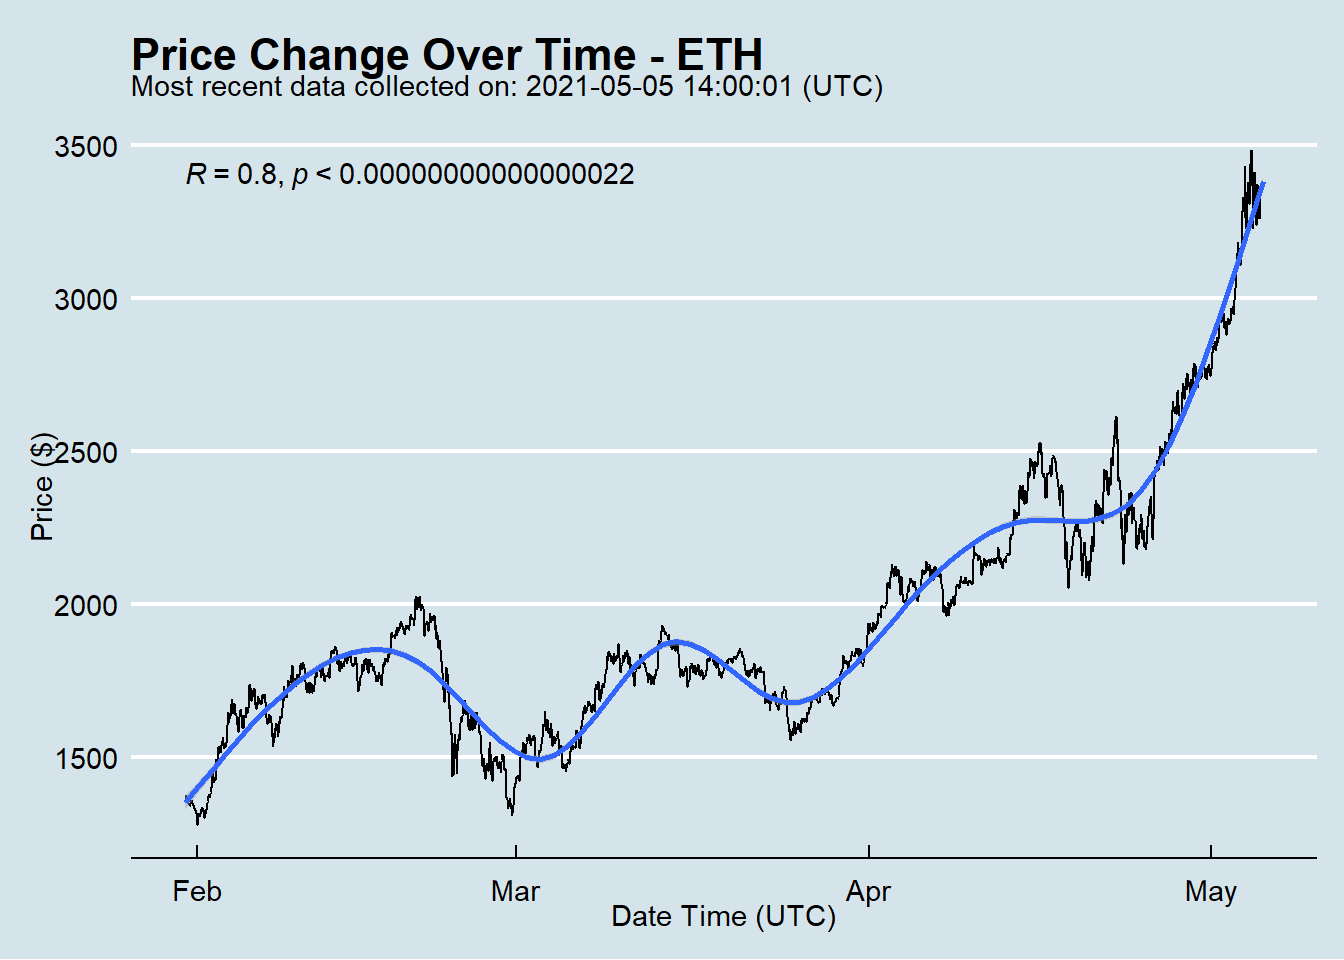 Price Change Over Time - ETH
Most recent data collected on: 2021-05-05 14:00:01 (UTC)
R = 0.8, p < 0.00000000000000022
3500
3000
2500
2000
1500
Price ($)
Feb
Mar
Apr
May
Date Time (UTC)